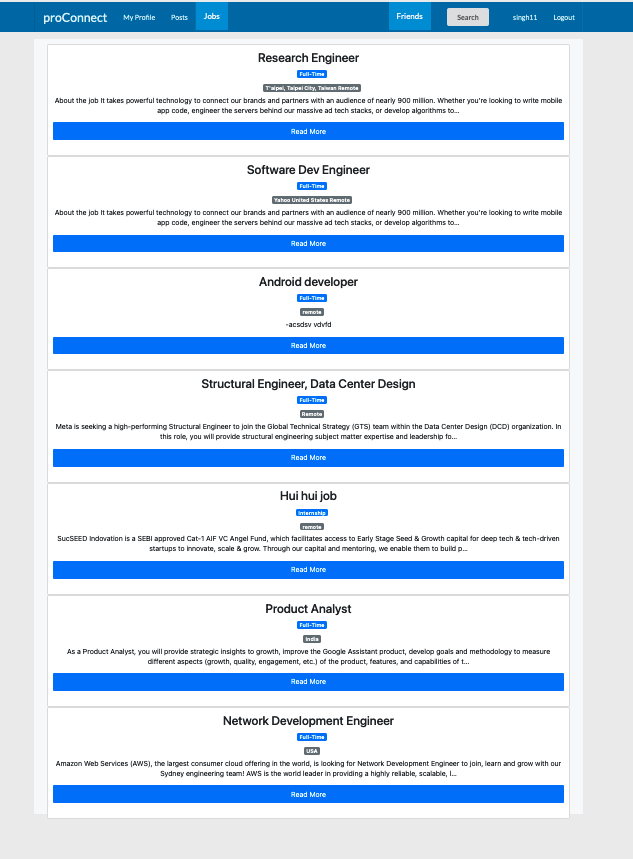 proConnect My Profile Posts Jobs Friends Search singh11 Logout
Research Engineer
Full-Time
T'aipei, Taipei City, Taiwan Remote
About the job It takes powerful technology to connect our brands and partners with an audience of nearly 900 million. Whether you're looking to write mobile
app code, engineer the servers behind our massive ad tech stacks, or develop algorithms to...
Read More
Software Dev Engineer
Full-Time
Yahoo United States Remote
About the job It takes powerful technology to connect our brands and partners with an audience of nearly 900 million. Whether you're looking to write mobile
app code, engineer the servers behind our massive ad tech stacks, or develop algorithms to...
Read More
Android developer
Full-Time
remote
-acsdsv vdvfd
Read More
Structural Engineer, Data Center Design
Full-Time
Remote
Meta is seeking a high-performing Structural Engineer to join the Global Technical Strategy (GTS) team within the Data Center Design (DCD) organization. In
this role, you will provide structural engineering subject matter expertise and leadership fo...
Read More
Hui hui job
internship
remote
SucSEED Indovation is a SEBI approved Cat-1 AIF VC Angel Fund, which facilitates access to Early Stage Seed & Growth capital for deep tech & tech-driven
startups to innovate, scale & grow. Through our capital and mentoring, we enable them to build p...
Read More
Product Analyst
Full-Time
India
As a Product Analyst, you will provide strategic insights to growth, improve the Google Assistant product, develop goals and methodology to measure
different aspects (growth, quality, engagement, etc.) of the product, features, and capabilities of t...
Read More
Network Development Engineer
Full-Time
USA
Amazon Web Services (AWS), the largest consumer cloud offering in the world, is looking for Network Development Engineer to join, learn and grow with our
Sydney engineering team! AWS is the world leader in providing a highly reliable, scalable, l...
Read More